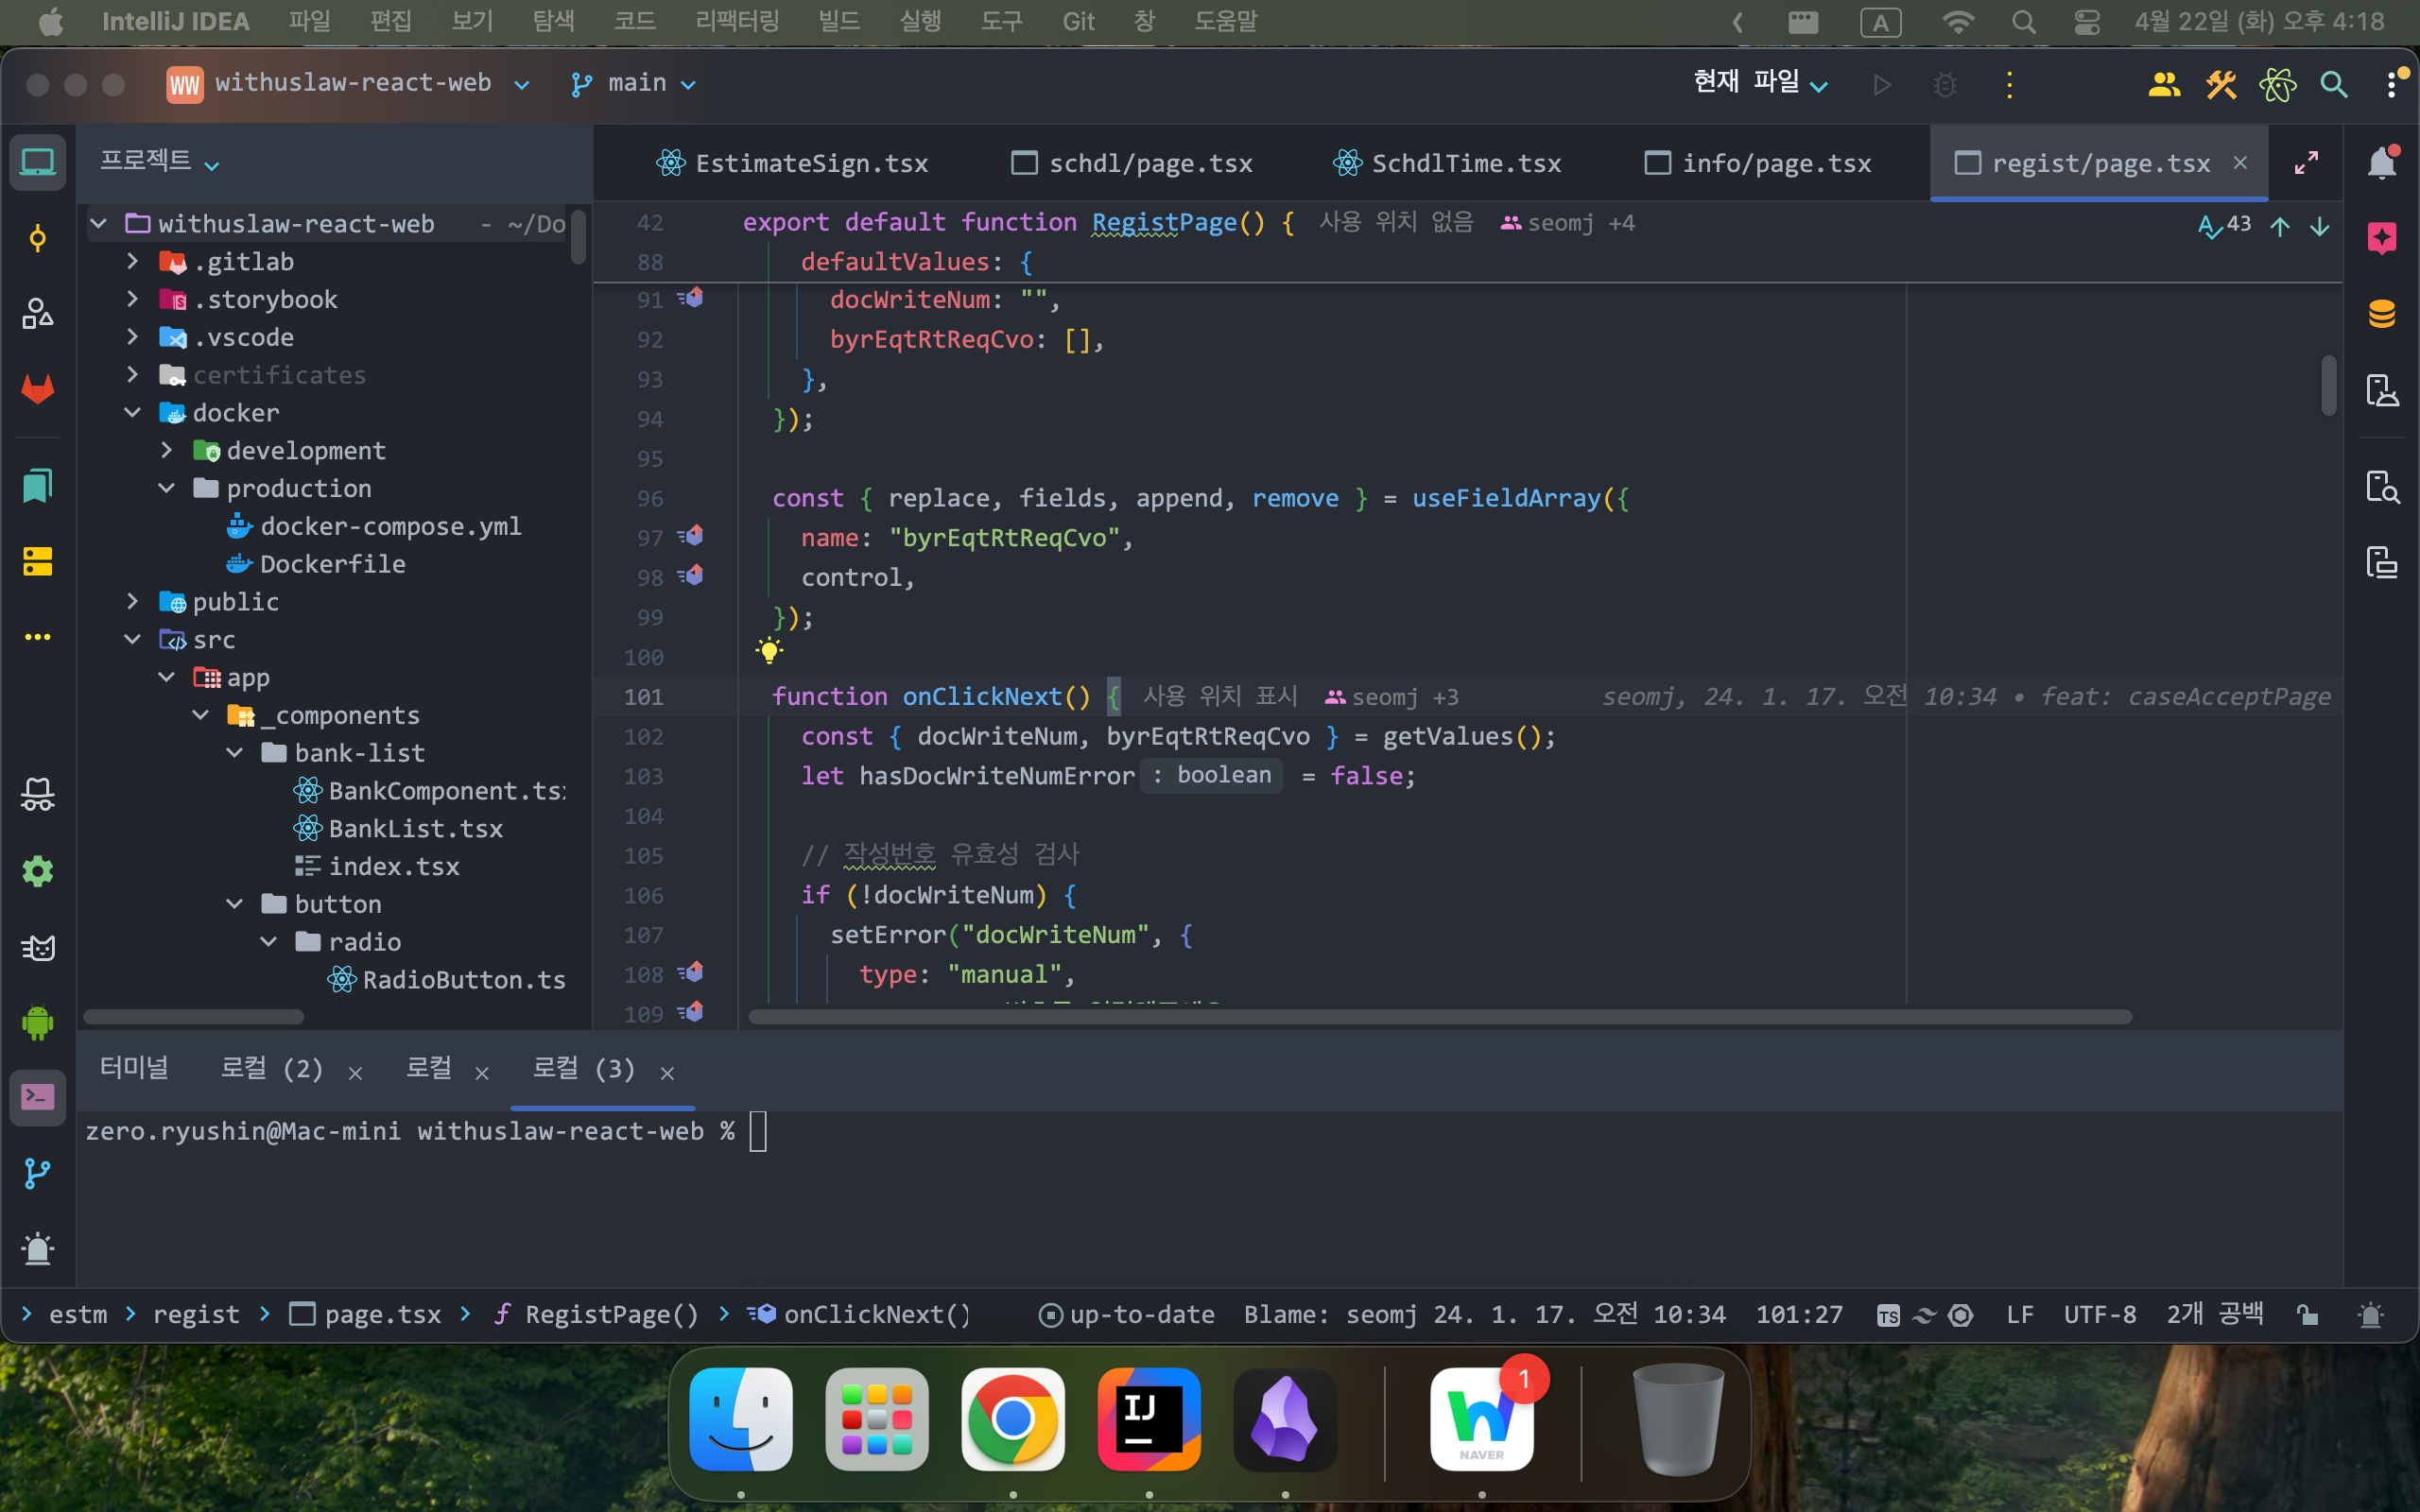 IntelliJ IDEA 파일 편집 보기 탐색 코드 리팩터링 빌드 실행 도구 Git 창 도움말 A 4월 22일 (화) 오후 4:18
WW withuslaw-react-web main 현재 파일
프로젝트
EstimateSign.tsx schdl/page.tsx SchdlTime.tsx info/page.tsx regist/page.tsx
withuslaw-react-web - ~/Do
.gitlab
.storybook
.vscode
certificates
docker
development
production
docker-compose.yml
Dockerfile
public
src
app
_components
bank-list
BankComponent.ts
BankList.tsx
index.tsx
button
radio
RadioButton.ts
42 export default function RegistPage() { 사용 위치 없음 seomj +4
43
88 defaultValues: {
91 docWriteNum: "",
92 byrEqtRtReqCvo: [],
93 },
94 });
95
96 const { replace, fields, append, remove } = useFieldArray({
97 name: "byrEqtRtReqCvo",
98 control,
99 });
100
101 function onClickNext() { 사용 위치 표시 seomj +3 seomj, 24. 1. 17. 오전 10:34 • feat: caseAcceptPage
102 const { docWriteNum, byrEqtRtReqCvo } = getValues();
103 let hasDocWriteNumError : boolean = false;
104
105 // 작성번호 유효성 검사
106 if (!docWriteNum) {
107 setError("docWriteNum", {
108 type: "manual",
109
터미널 로컬 (2) 로컬 로컬 (3)
zero.ryushin@Mac-mini withuslaw-react-web %
estm regist page.tsx RegistPage() onClickNext() up-to-date Blame: seomj 24. 1. 17. 오전 10:34 101:27 TS LF UTF-8 2개 공백
IJ
NAVER
1